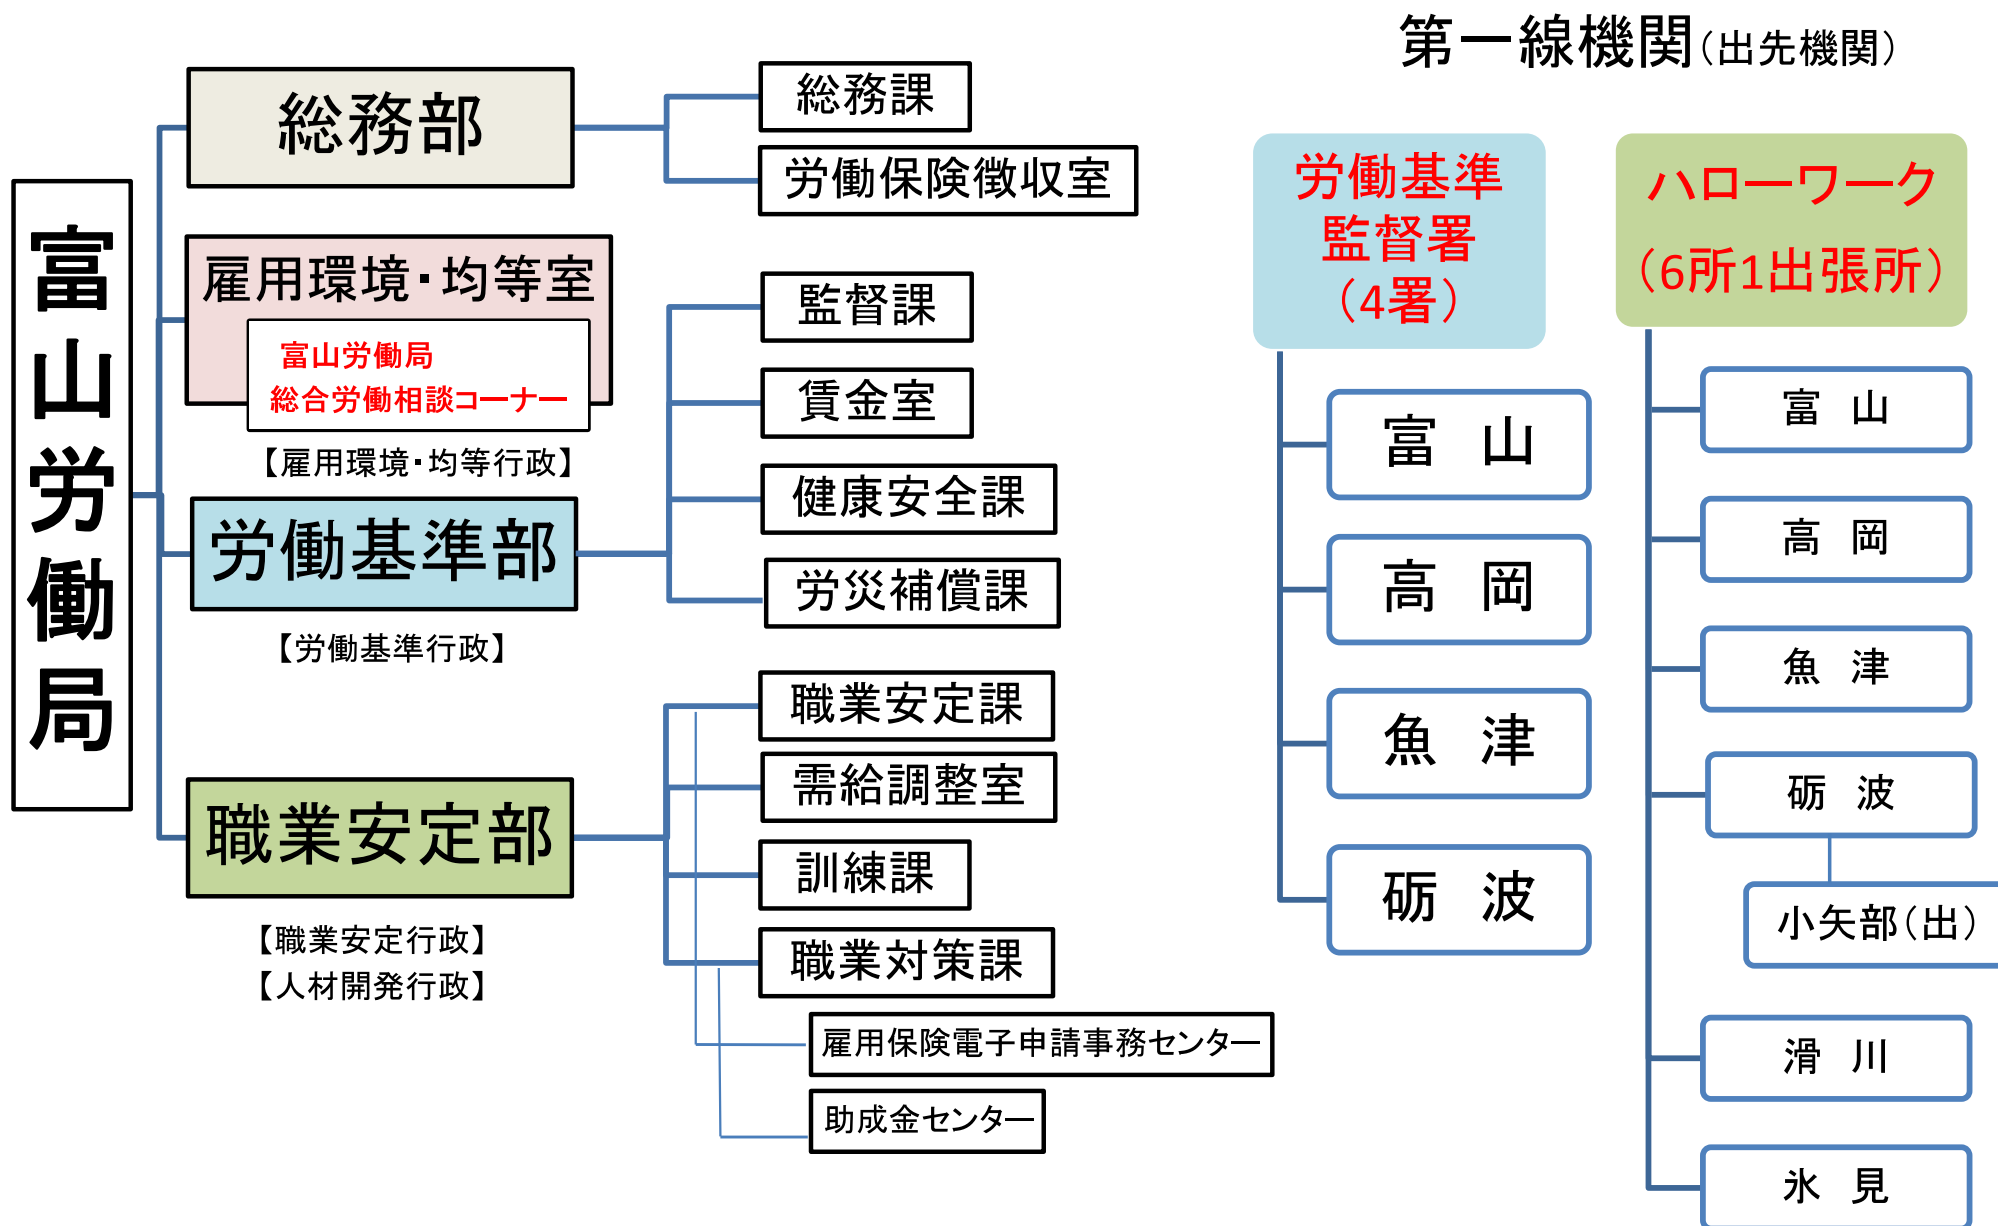 富山労働局
総務部
総務課
労働保険徴収室
雇用環境・均等室
富山労働局
総合労働相談コーナー
【雇用環境・均等行政】
労働基準部
【労働基準行政】
監督課
賃金室
健康安全課
労災補償課
職業安定部
【職業安定行政】
【人材開発行政】
職業安定課
需給調整室
訓練課
職業対策課
雇用保険電子申請事務センター
助成金センター
第一線機関(出先機関)
労働基準
監督署
(4署)
富 山
高 岡
魚 津
砺 波
ハローワーク
(6所1出張所)
富 山
高 岡
魚 津
砺 波
小矢部(出)
滑 川
氷 見